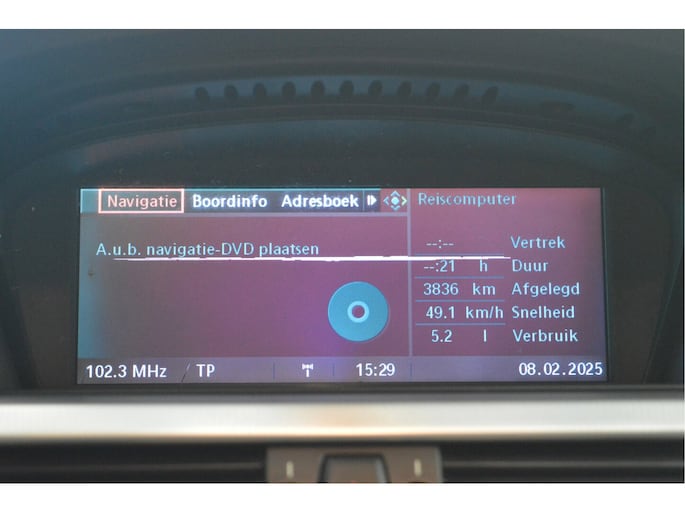 Navigatie Boordinfo Adresboek
A.u.b. navigatie-DVD plaatsen
Reiscomputer
--:-- Vertrek
--:21 h Duur
3836 km Afgelegd
49.1 km/h Snelheid
5.2 l Verbruik
102.3 MHz / TP 15:29 08.02.2025